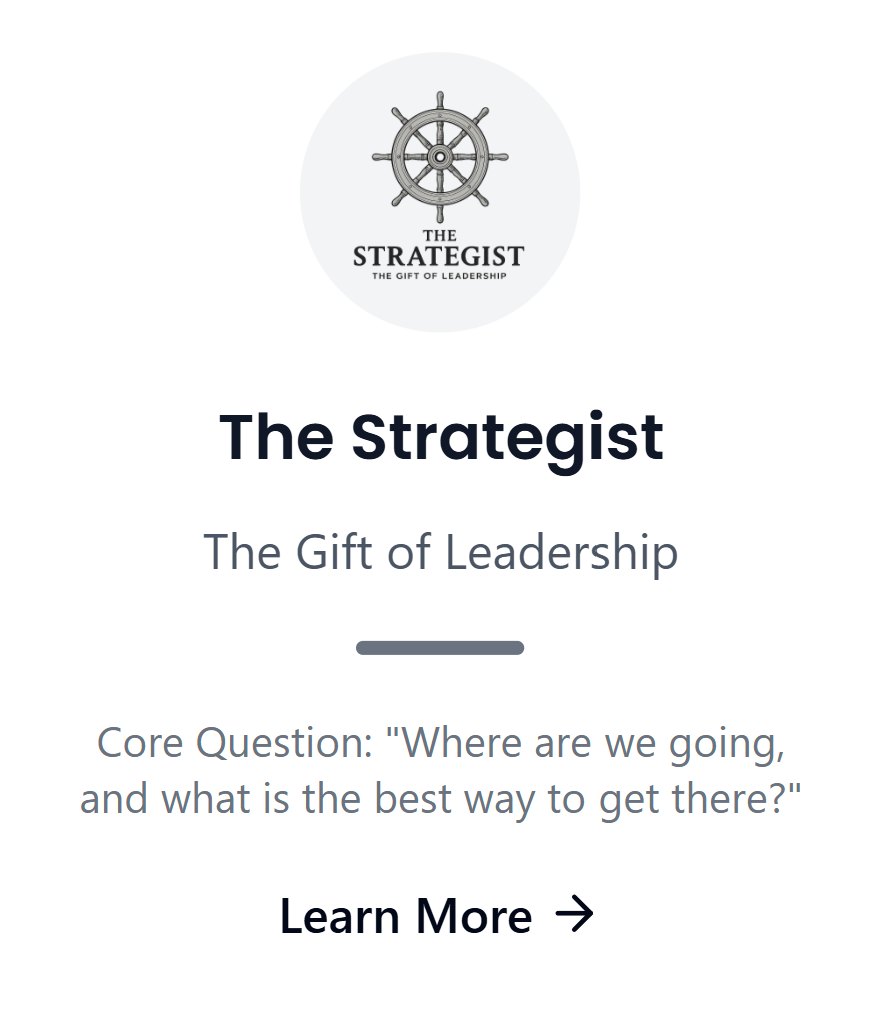 THE
STRATEGIST
THE GIFT OF LEADERSHIP
The Strategist
The Gift of Leadership
Core Question: "Where are we going,
and what is the best way to get there?"
Learn More →